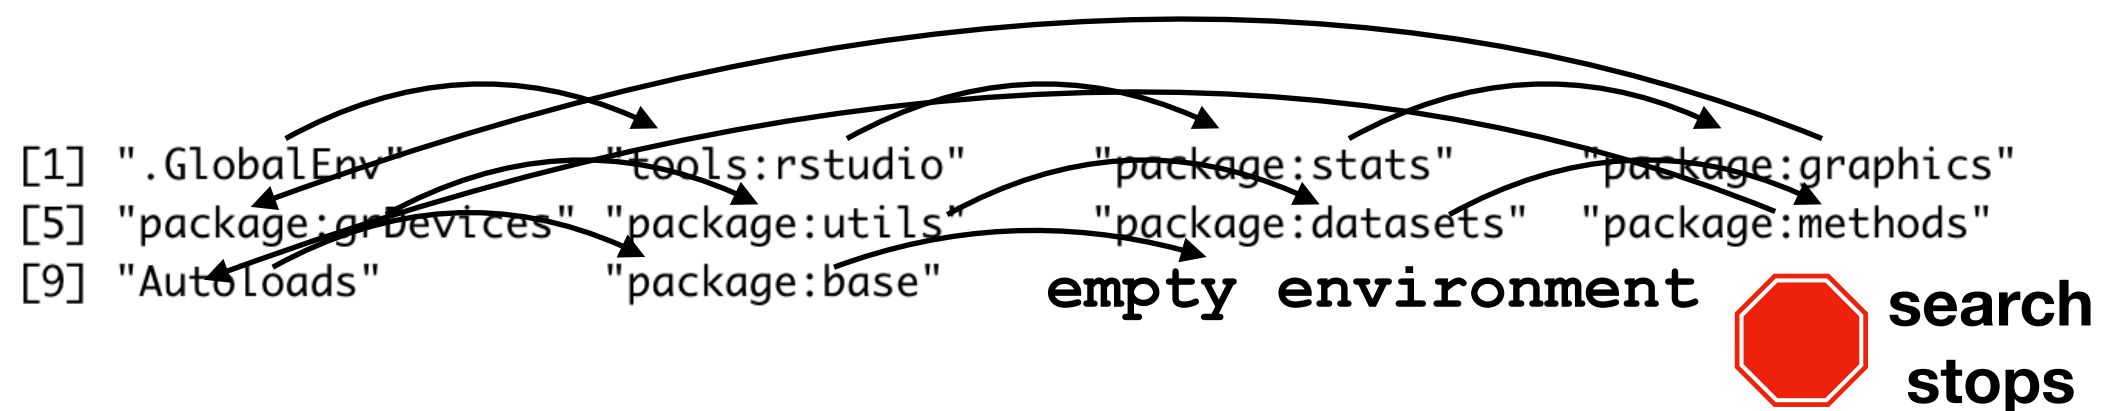 [1] ".GlobalEnv" "tools:rstudio" "package:stats" "package:graphics"
[5] "package:grDevices" "package:utils" "package:datasets" "package:methods"
[9] "Autoloads" "package:base" empty environment
search
stops